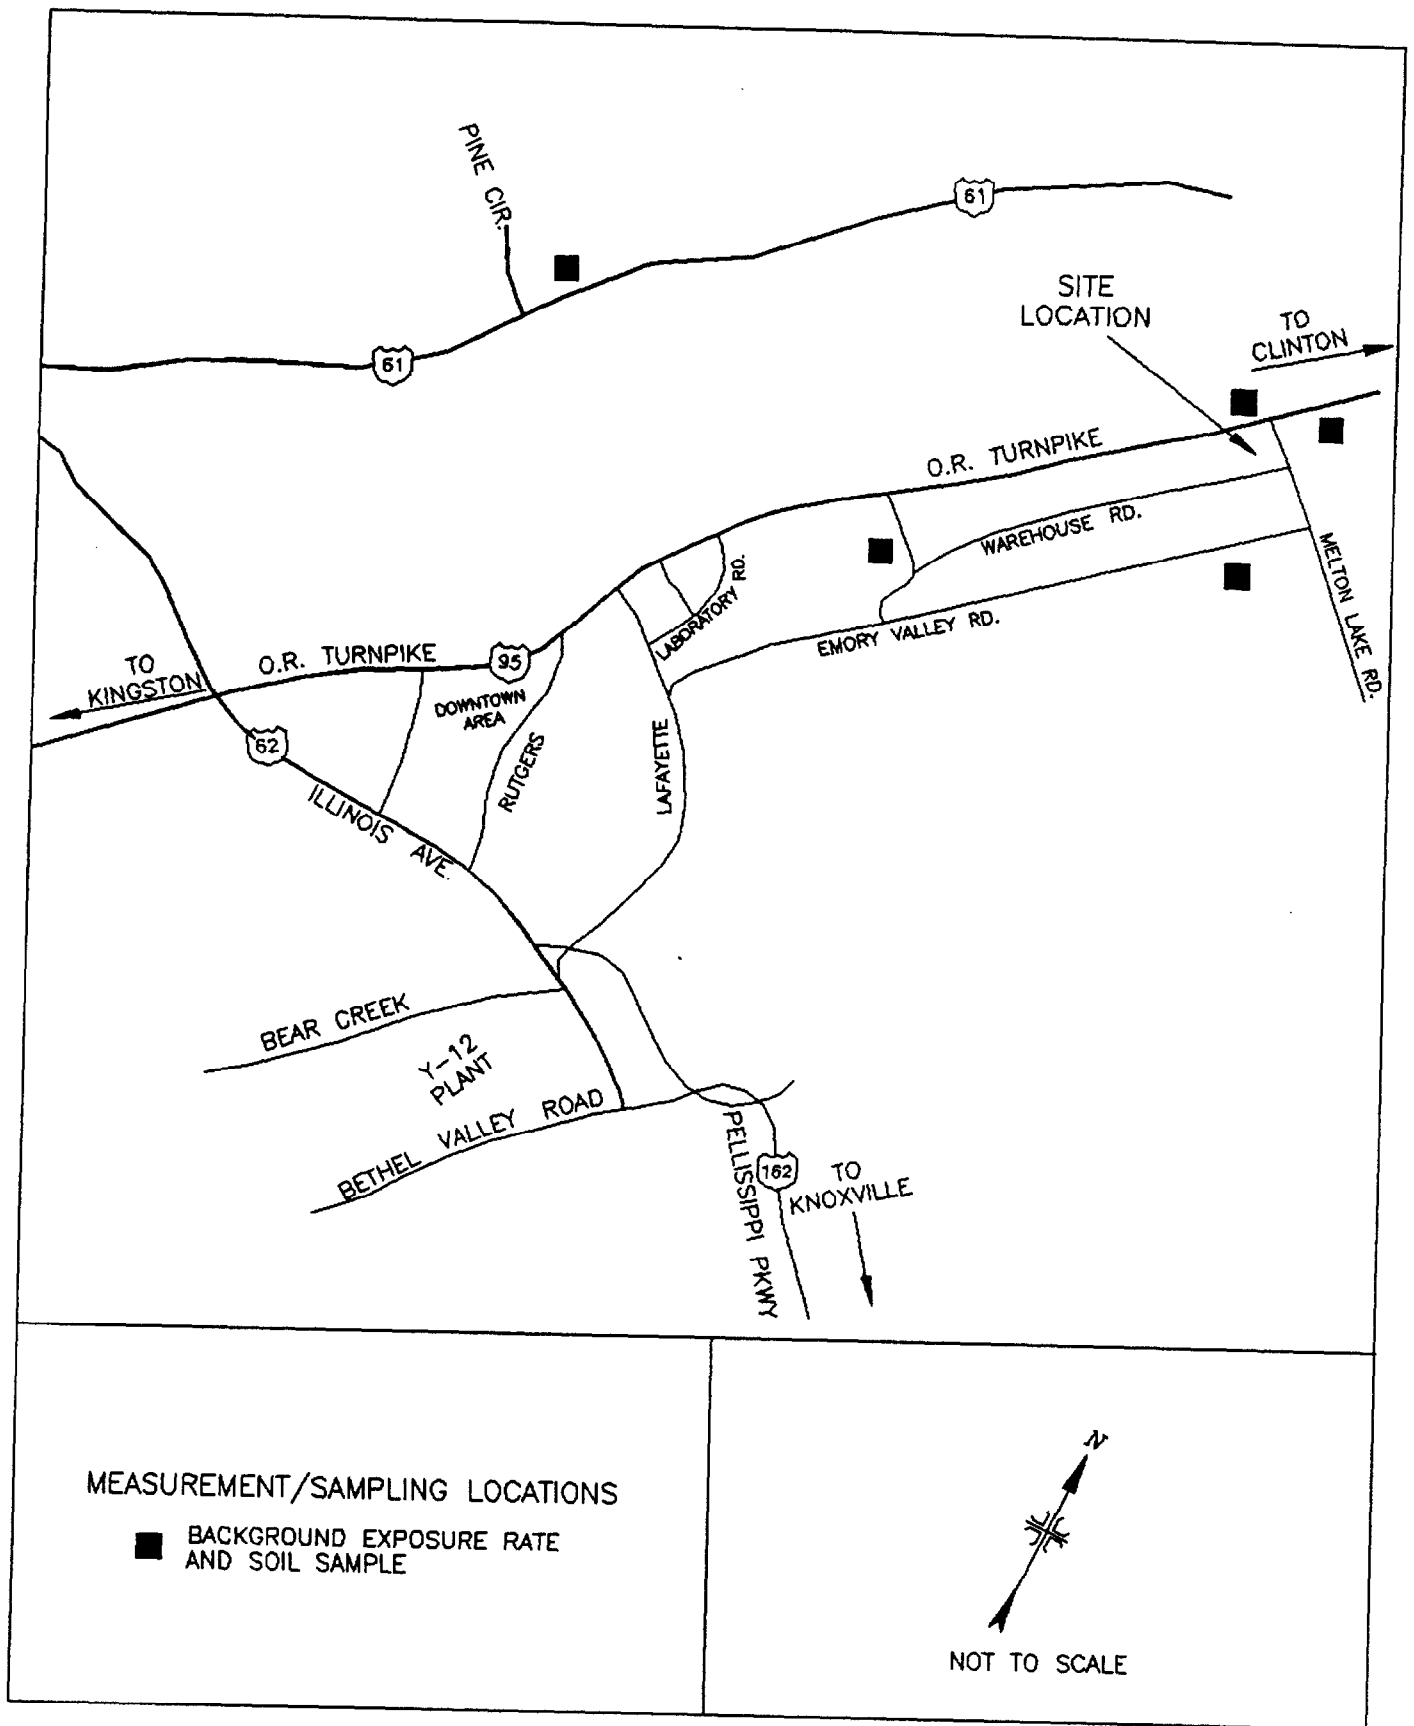 PINE CIR.
61
SITE
LOCATION
TO
CLINTON
61
O.R. TURNPIKE
WAREHOUSE RD.
MELTON LAKE RD.
LABORATORY RD.
EMORY VALLEY RD.
TO
KINGSTON
O.R. TURNPIKE
95
DOWNTOWN
AREA
62
RUTGERS
LAFAYETTE
ILLINOIS AVE.
BEAR CREEK
Y-12
PLANT
BETHEL VALLEY ROAD
PELLISSIPPI PKWY
162
TO
KNOXVILLE
MEASUREMENT/SAMPLING LOCATIONS
BACKGROUND EXPOSURE RATE
AND SOIL SAMPLE
N
NOT TO SCALE